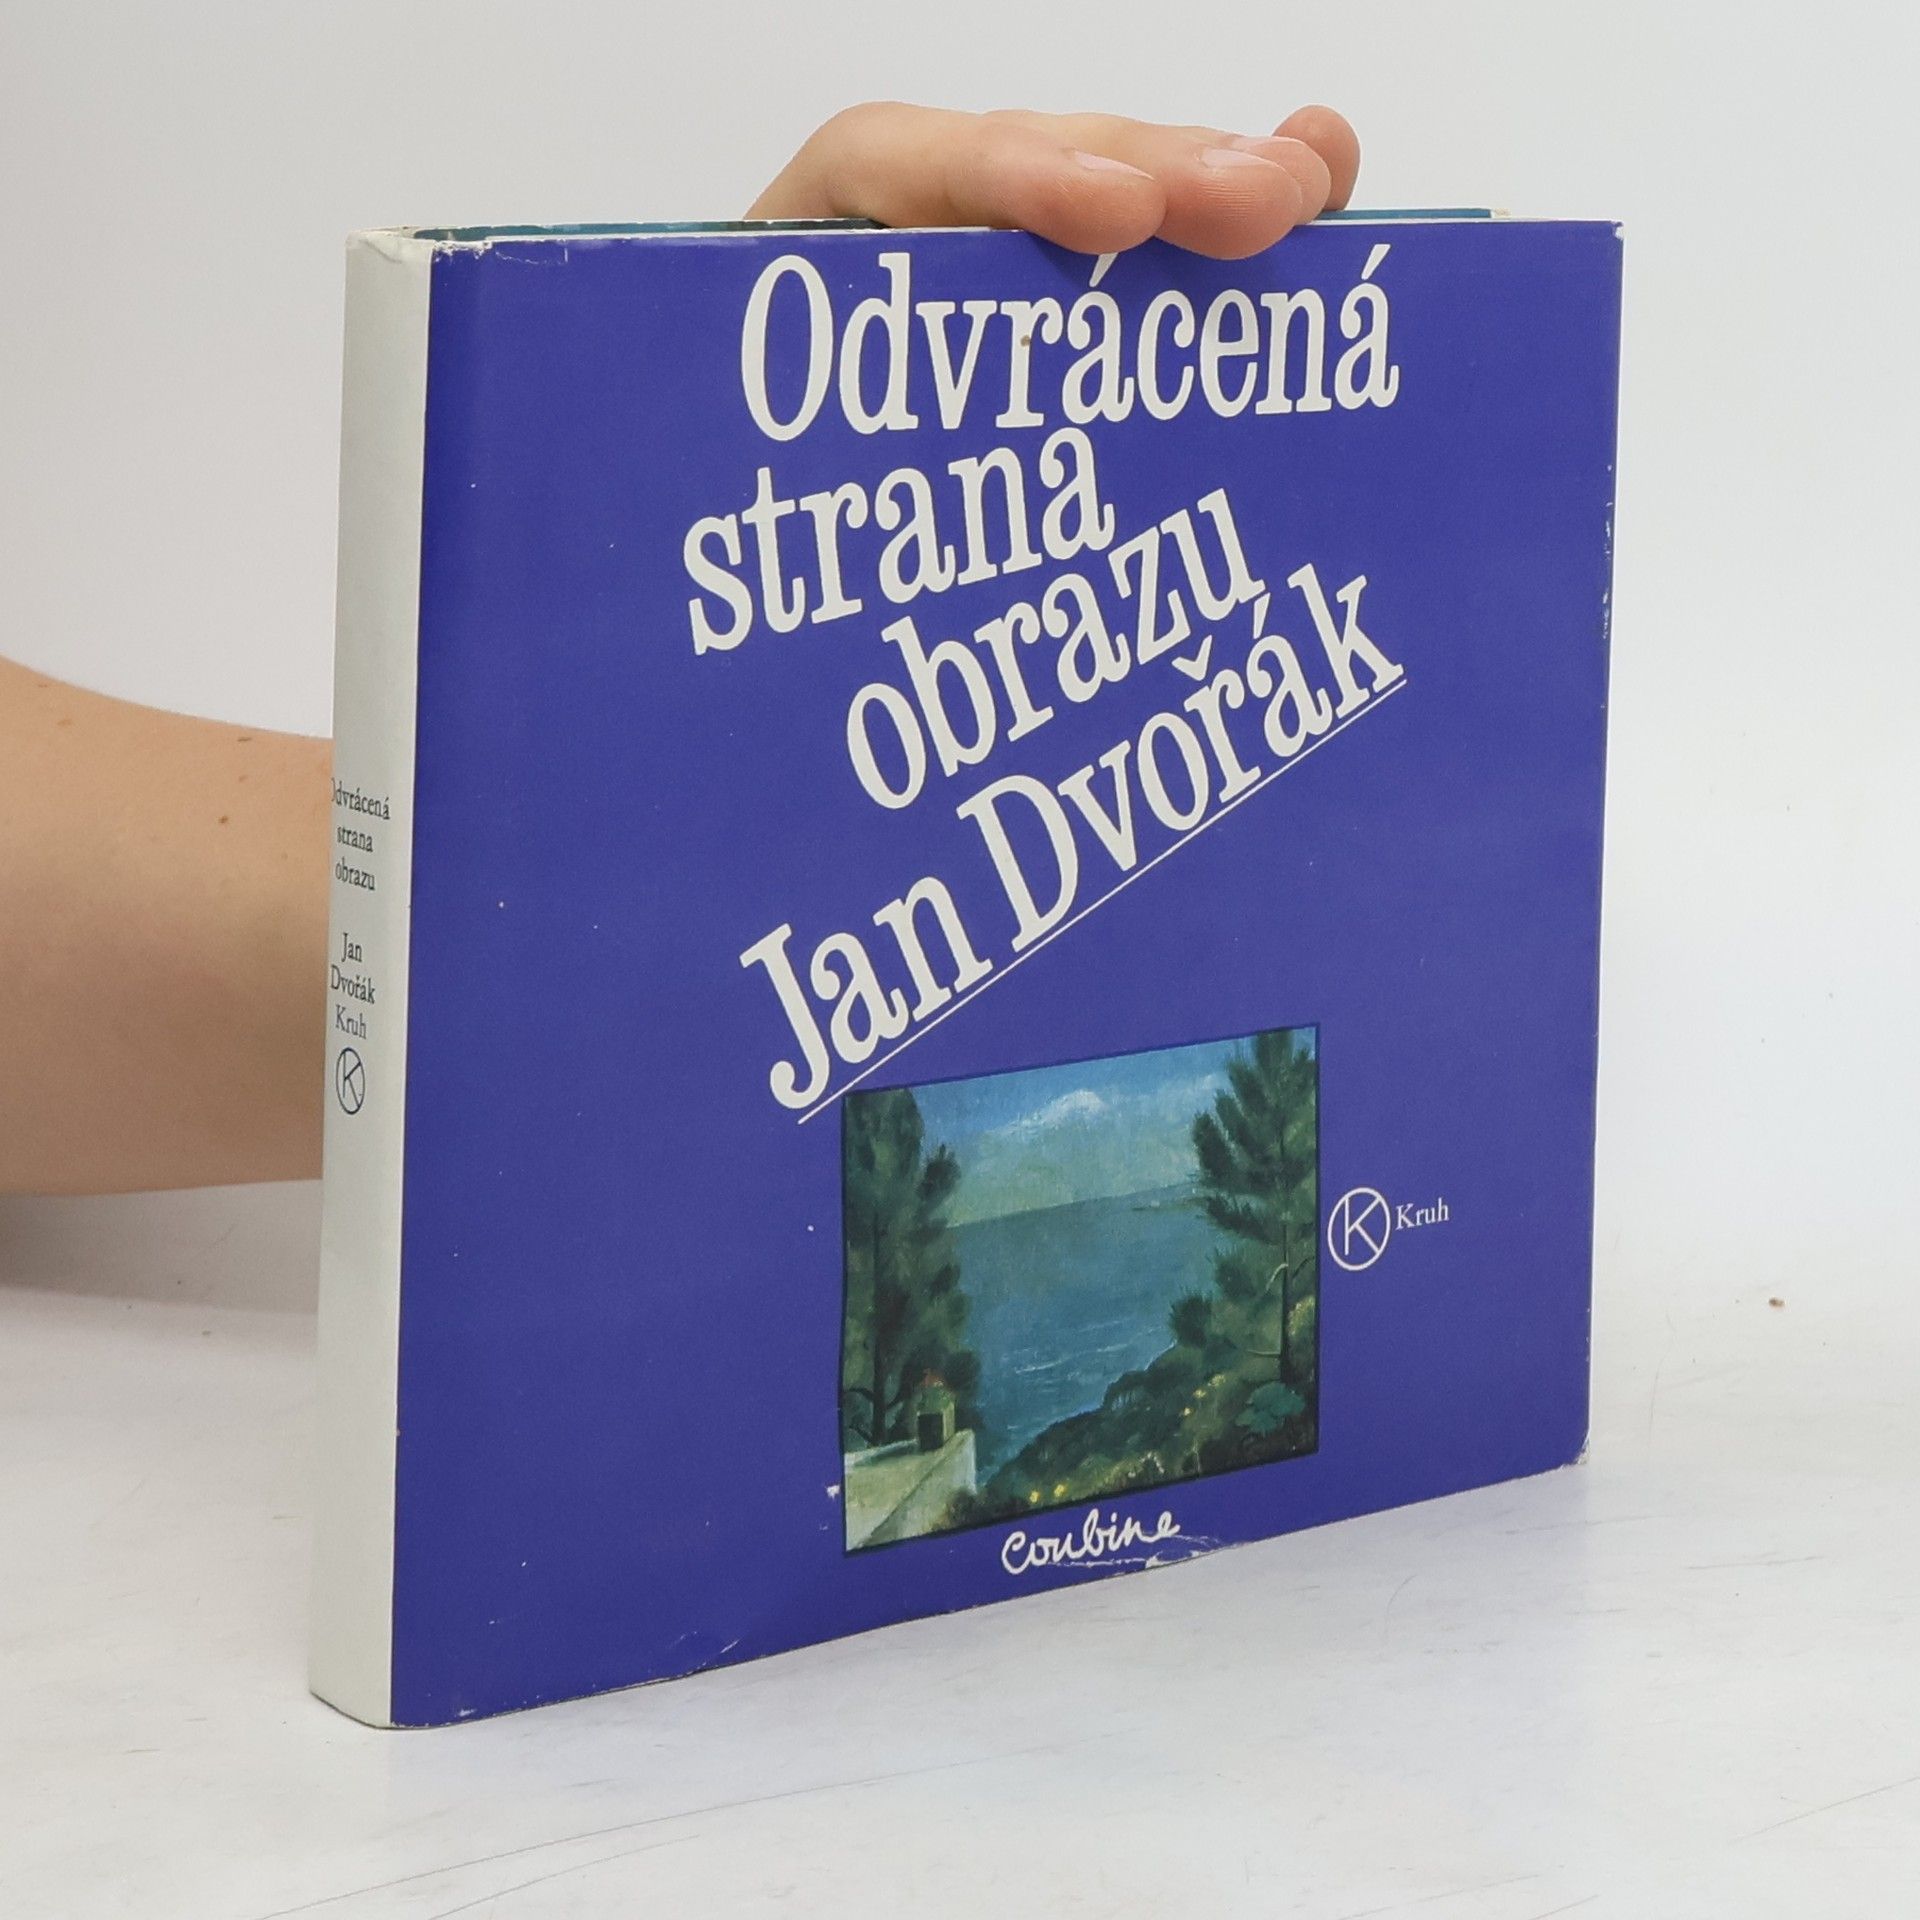 Odvrácená
strana
obrazu
Jan Dvořák
K Kruh
coubine
Odvrácená
strana
obrazu
Jan
Dvořák
Kruh
K